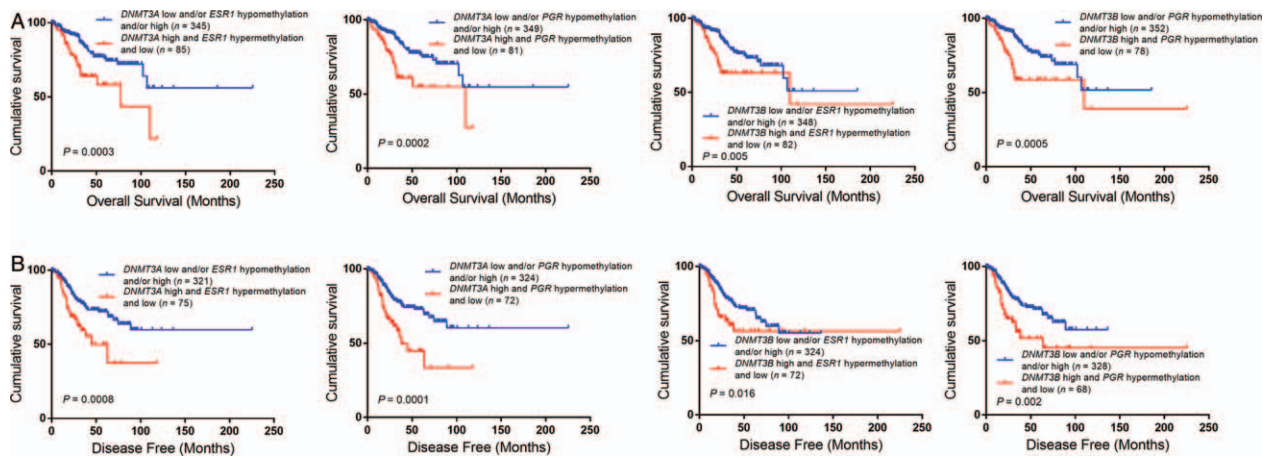 A
Cumulative survival
100
50
0
DNMT3A low and/or ESR1 hypomethylation
and/or high (n = 345)
DNMT3A high and ESR1 hypermethylation
and low (n = 85)
P = 0.0003
0 50 100 150 200 250
Overall Survival (Months)
Cumulative survival
100
50
0
DNMT3A low and/or PGR hypomethylation
and/or high (n = 349)
DNMT3A high and PGR hypermethylation
and low (n = 81)
P = 0.0002
0 50 100 150 200 250
Overall Survival (Months)
Cumulative survival
100
50
0
DNMT3B low and/or ESR1 hypomethylation
and/or high (n = 348)
DNMT3B high and ESR1 hypermethylation
and low (n = 82)
P = 0.005
0 50 100 150 200 250
Overall Survival (Months)
Cumulative survival
100
50
0
DNMT3B low and/or PGR hypomethylation
and/or high (n = 352)
DNMT3B high and PGR hypermethylation
and low (n = 78)
P = 0.0005
0 50 100 150 200 250
Overall Survival (Months)
B
Cumulative survival
100
50
0
DNMT3A low and/or ESR1 hypomethylation
and/or high (n = 321)
DNMT3A high and ESR1 hypermethylation
and low (n = 75)
P = 0.0008
0 50 100 150 200 250
Disease Free (Months)
Cumulative survival
100
50
0
DNMT3A low and/or PGR hypomethylation
and/or high (n = 324)
DNMT3A high and PGR hypermethylation
and low (n = 72)
P = 0.0001
0 50 100 150 200 250
Disease Free (Months)
Cumulative survival
100
50
0
DNMT3B low and/or ESR1 hypomethylation
and/or high (n = 324)
DNMT3B high and ESR1 hypermethylation
and low (n = 72)
P = 0.016
0 50 100 150 200 250
Disease Free (Months)
Cumulative survival
100
50
0
DNMT3B low and/or PGR hypomethylation
and/or high (n = 328)
DNMT3B high and PGR hypermethylation
and low (n = 68)
P = 0.002
0 50 100 150 200 250
Disease Free (Months)